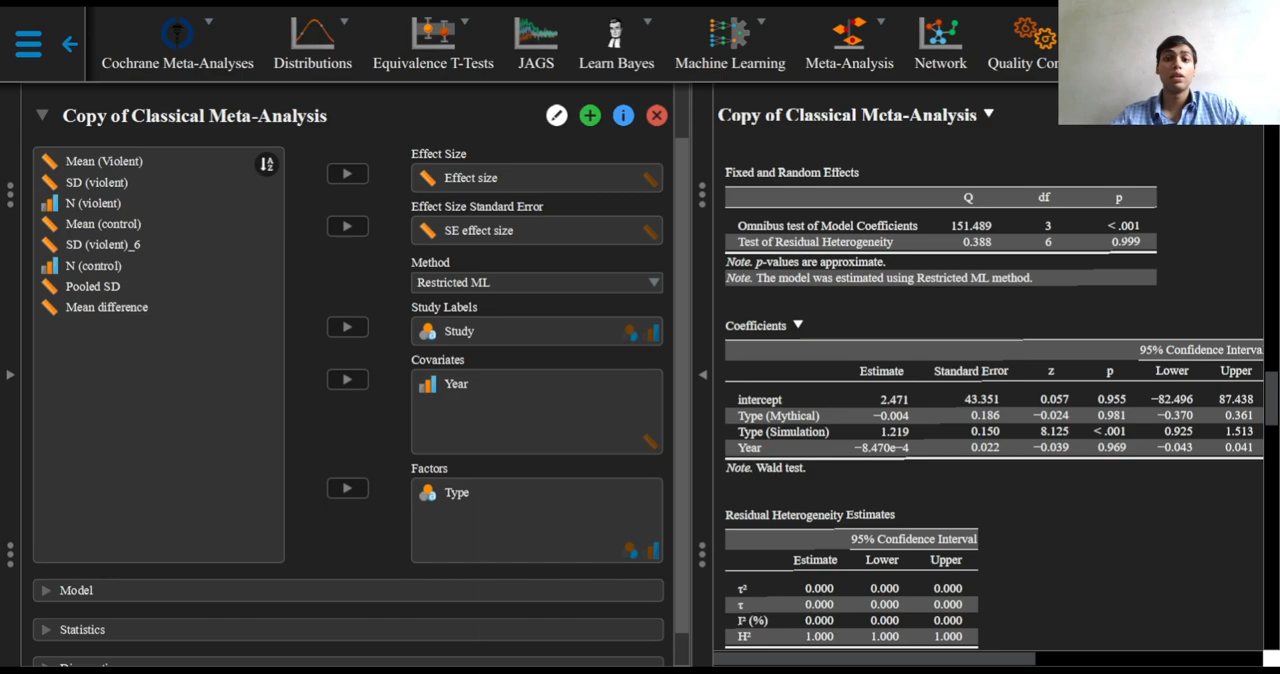 Cochrane Meta-Analyses Distributions Equivalence T-Tests JAGS Learn Bayes Machine Learning Meta-Analysis Network Quality Con
Copy of Classical Meta-Analysis
Mean (Violent)
SD (violent)
N (violent)
Mean (control)
SD (violent)_6
N (control)
Pooled SD
Mean difference
Effect Size
Effect size
Effect Size Standard Error
SE effect size
Method
Restricted ML
Study Labels
Study
Covariates
Year
Factors
Type
Model
Statistics
Copy of Classical Meta-Analysis
Fixed and Random Effects
Q df p
Omnibus test of Model Coefficients 151.489 3 < .001
Test of Residual Heterogeneity 0.388 6 0.999
Note. p-values are approximate.
Note. The model was estimated using Restricted ML method.
Coefficients
95% Confidence Interva
Estimate Standard Error z p Lower Upper
intercept 2.471 43.351 0.057 0.955 −82.496 87.438
Type (Mythical) −0.004 0.186 −0.024 0.981 −0.370 0.361
Type (Simulation) 1.219 0.150 8.125 < .001 0.925 1.513
Year −8.470e−4 0.022 −0.039 0.969 −0.043 0.041
Note. Wald test.
Residual Heterogeneity Estimates
95% Confidence Interval
Estimate Lower Upper
τ² 0.000 0.000 0.000
τ 0.000 0.000 0.000
I² (%) 0.000 0.000 0.000
H² 1.000 1.000 1.000